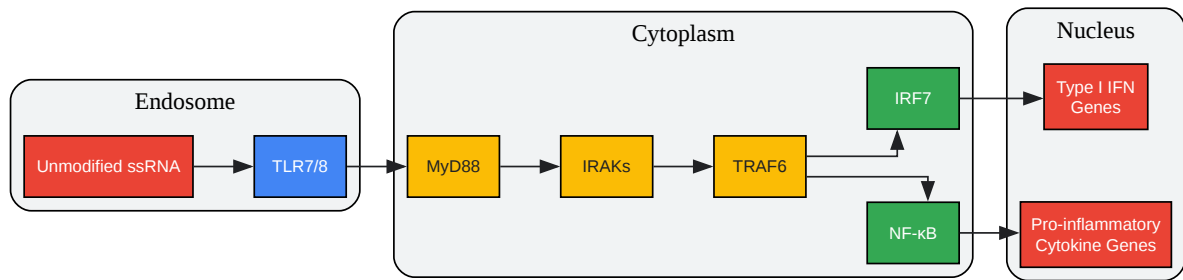 Endosome
Unmodified ssRNA
TLR7/8
Cytoplasm
MyD88
IRAKs
TRAF6
IRF7
NF-κB
Nucleus
Type I IFN
Genes
Pro-inflammatory
Cytokine Genes